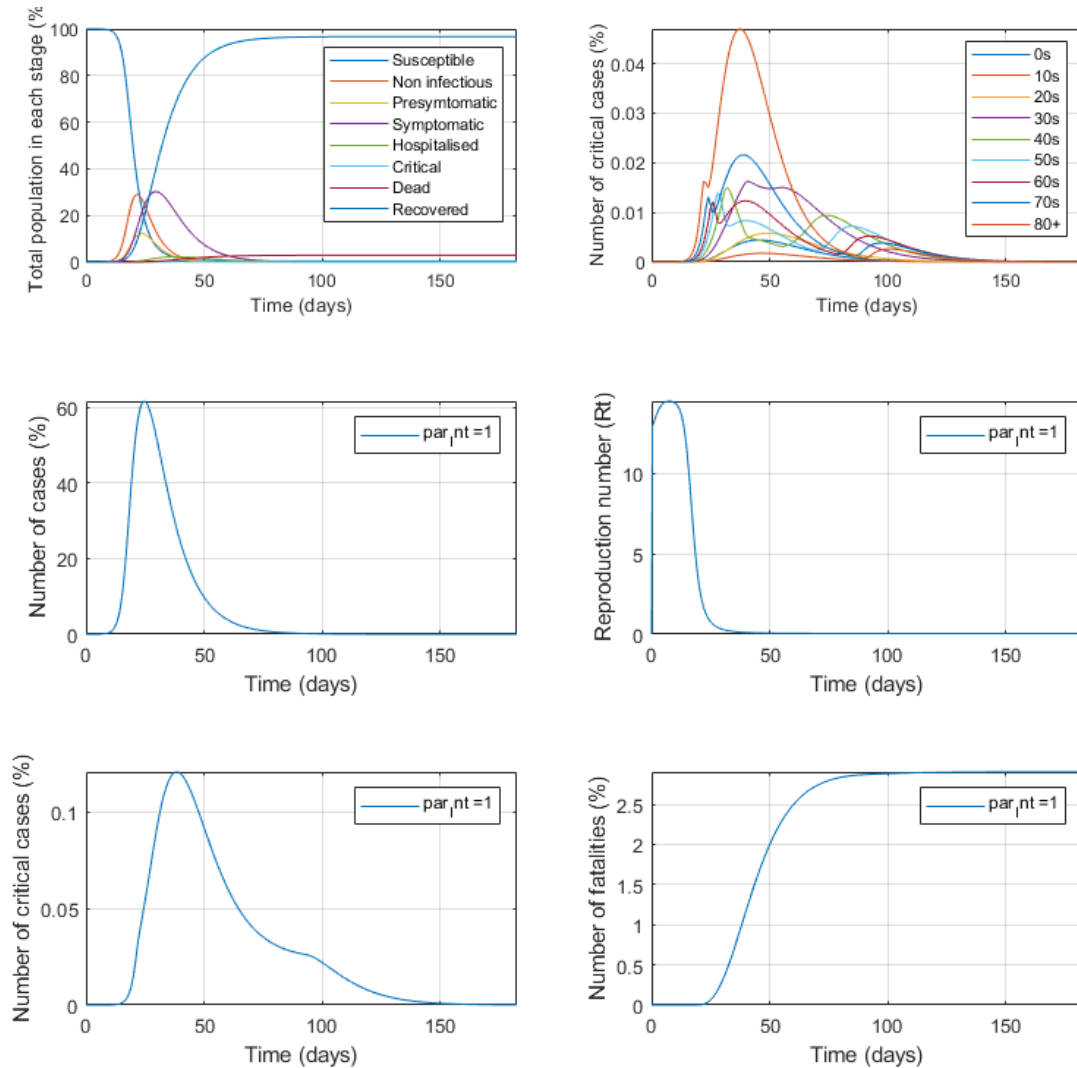 Total population in each stage (%
100
80
60
40
20
0
0
50
100
150
Time (days)
Susceptible
Non infectious
Presymtomatic
Symptomatic
Hospitalised
Critical
Dead
Recovered
Number of critical cases (%)
0.04
0.03
0.02
0.01
0
0
50
100
150
Time (days)
0s
10s
20s
30s
40s
50s
60s
70s
80+
Number of cases (%)
60
40
20
0
0
50
100
150
Time (days)
par_Int =1
Reproduction number (Rt)
10
5
0
0
50
100
150
Time (days)
par_Int =1
Number of critical cases (%)
0.1
0.05
0
0
50
100
150
Time (days)
par_Int =1
Number of fatalities (%)
2.5
2
1.5
1
0.5
0
0
50
100
150
Time (days)
par_Int =1